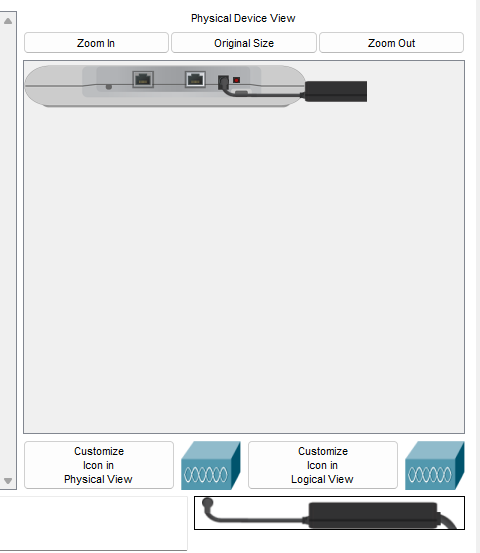 Physical Device View
Zoom In
Original Size
Zoom Out
Customize
Icon in
Physical View
Customize
Icon in
Logical View